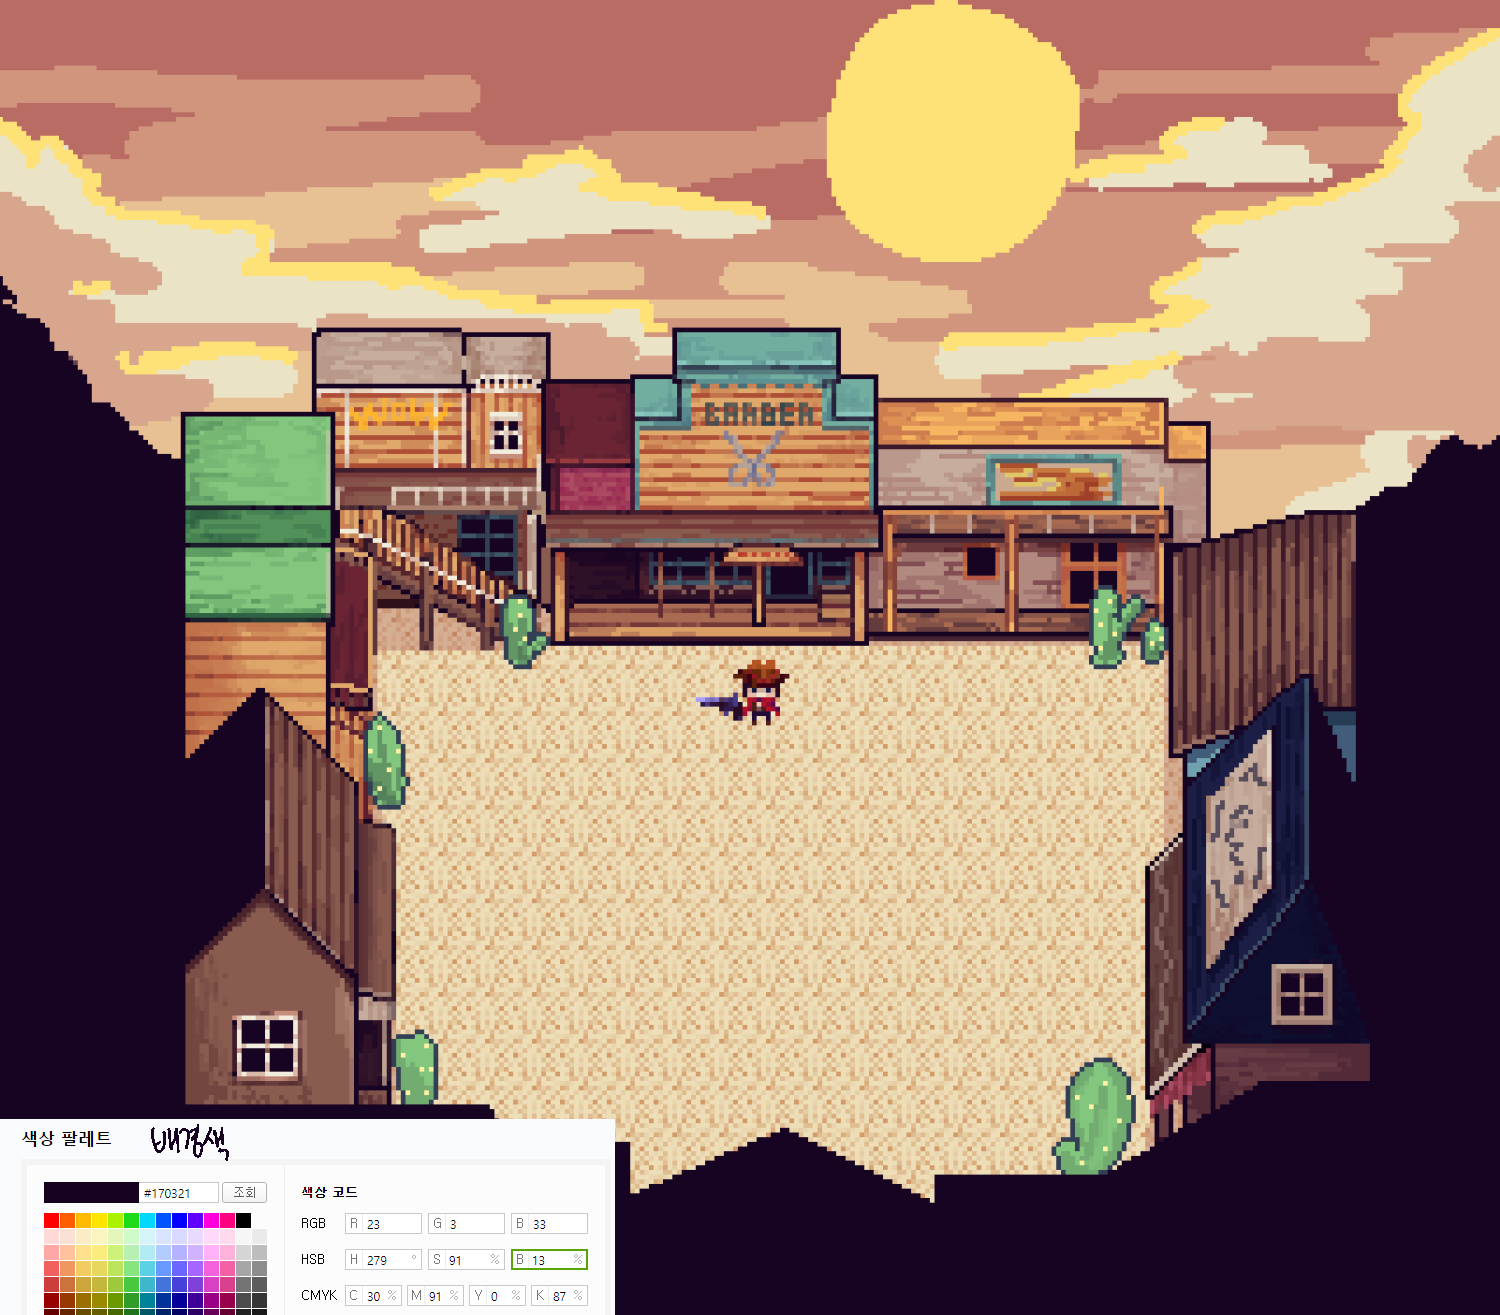 BARBER
색상 팔레트
배경색
#170321
조회
색상 코드
RGB R 23 G 3 B 33
HSB H 279 ° S 91 % B 13 %
CMYK C 30 % M 91 % Y 0 % K 87 %